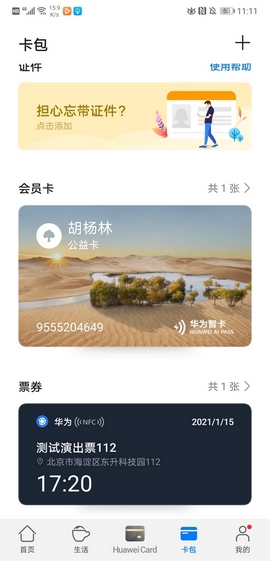 HD 4G 15.9 K/s 11:11
卡包
证件 使用帮助
担心忘带证件？
点击添加
会员卡 共 1 张
胡杨林
公益卡
9555204649 华为智卡
HUAWEI AI PASS
票券 共 1 张
华为 (NFC) 2021/1/15
测试演出票112
北京市海淀区东升科技园112
17:20
首页 生活 Huawei Card 卡包 我的